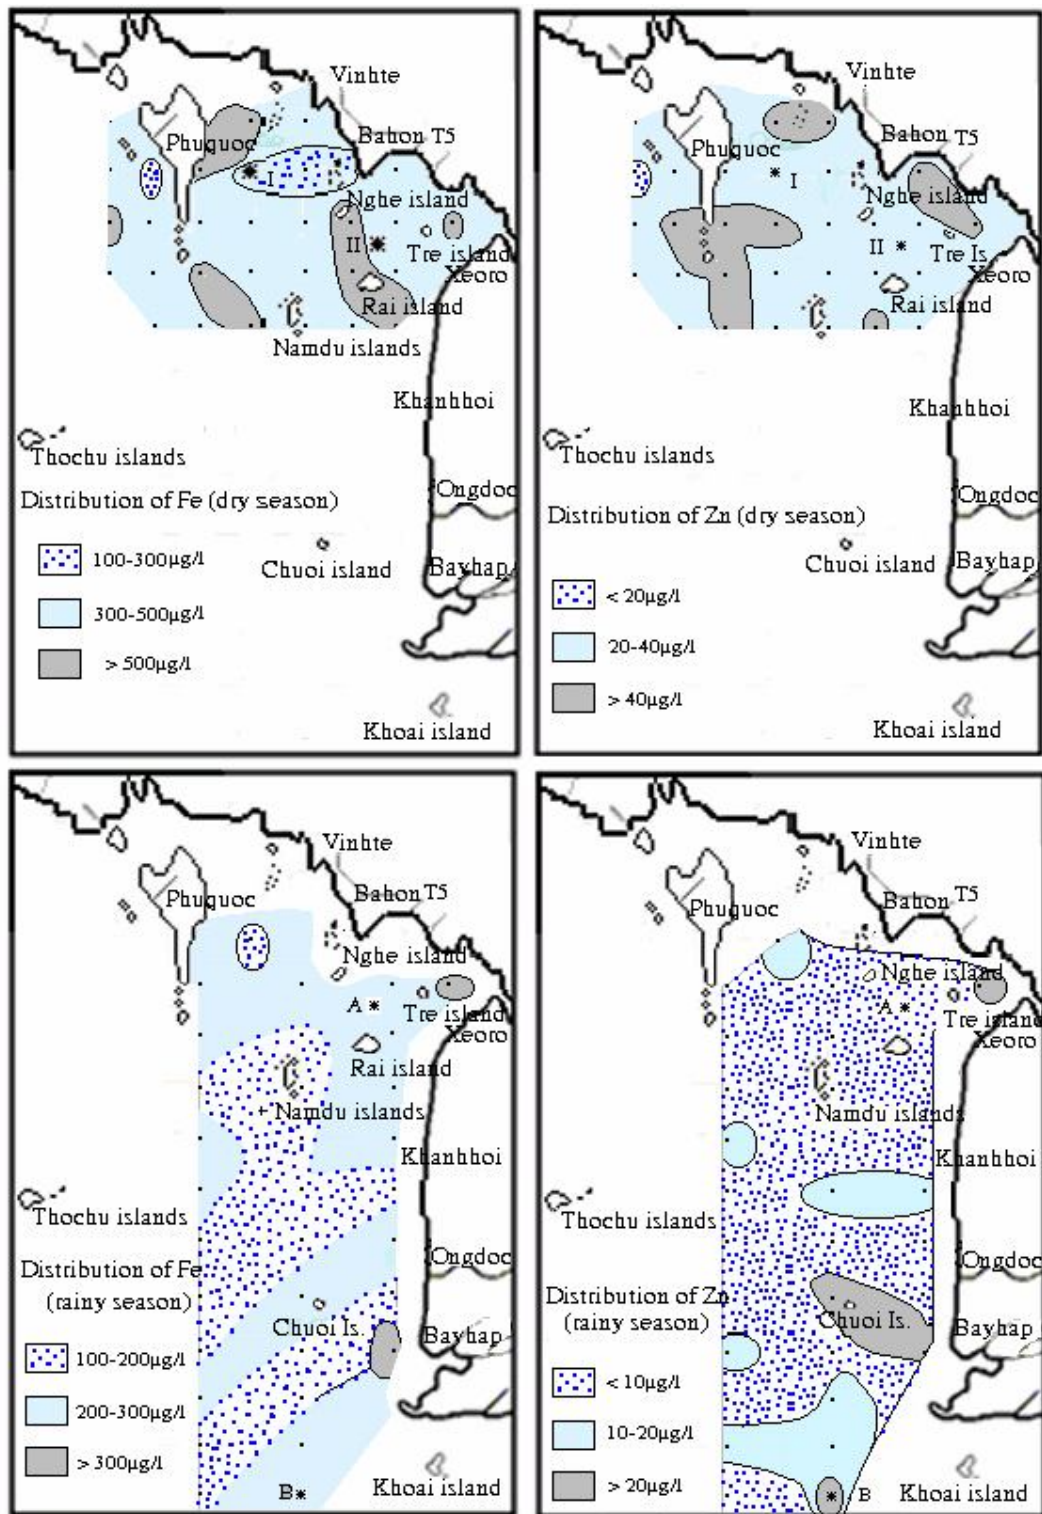 Vinhte
Phuquoc
Bahon T5
I
Nghe island
II
Tre island
Xeoro
Rai island
Namdu islands
Khanhhoi
Thochu islands
Ongdoc
Distribution of Fe (dry season)
100-300µg/l
Chuoi island
Bayhap
300-500µg/l
> 500µg/l
Khoai island
Vinhte
Bahon T5
Phuquoc
I
Nghe island
II
Tre Is.
Xeoro
Rai island
Khanhhoi
Thochu islands
Ongdoc
Distribution of Zn (dry season)
Chuoi island
Bayhap
< 20µg/l
20-40µg/l
> 40µg/l
Khoai island
Vinhte
Phuquoc
Bahon T5
Nghe island
A
Tre island
Xeoro
Rai island
Namdu islands
Khanhhoi
Thochu islands
Ongdoc
Distribution of Fe
(rainy season)
Chuoi Is.
Bayhap
100-200µg/l
200-300µg/l
> 300µg/l
B
Khoai island
Vinhte
Bahon T5
Phuquoc
Nghe island
A
Tre island
Xeoro
Namdu islands
Khanhhoi
Thochu islands
Ongdoc
Distribution of Zn
(rainy season)
Chuoi Is.
Bayhap
< 10µg/l
10-20µg/l
> 20µg/l
B
Khoai island